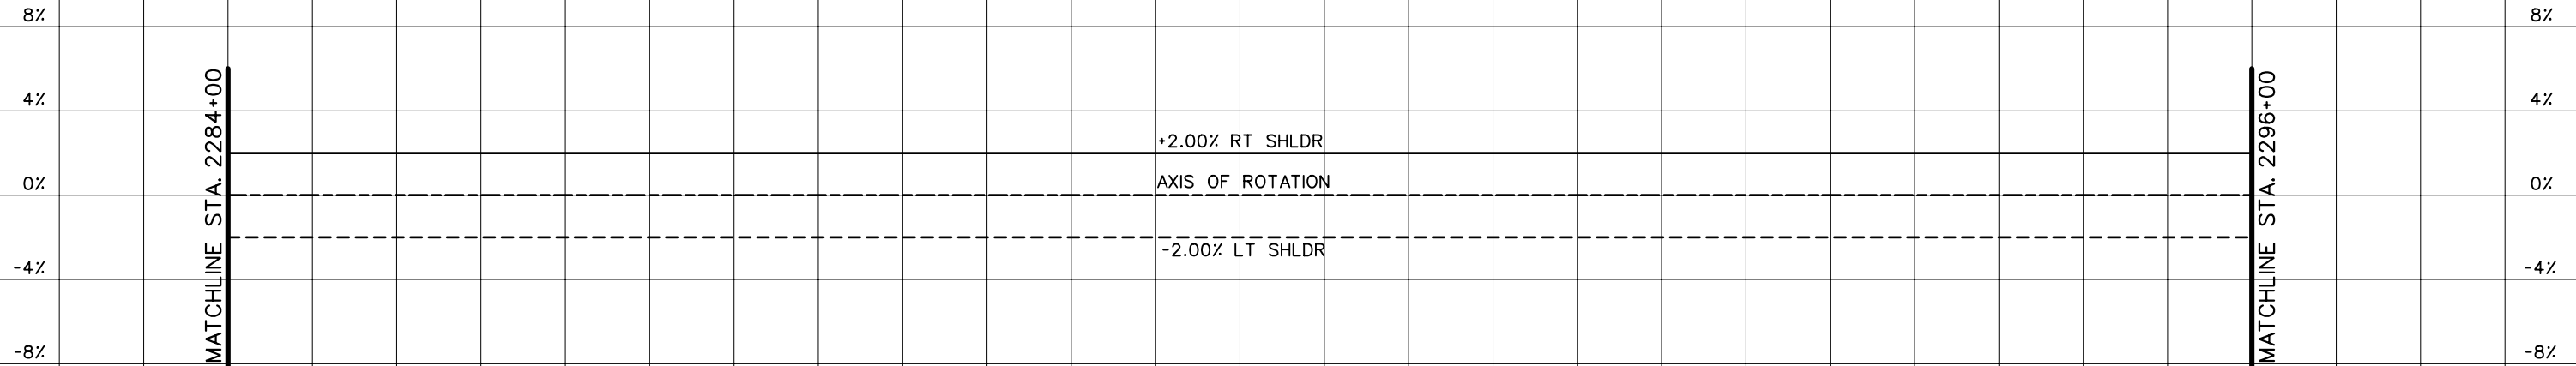 8%
8%
4%
4%
0%
0%
-4%
-4%
-8%
-8%
MATCHLINE STA. 2284+00
+2.00% RT SHLDR
AXIS OF ROTATION
-2.00% LT SHLDR
MATCHLINE STA. 2296+00